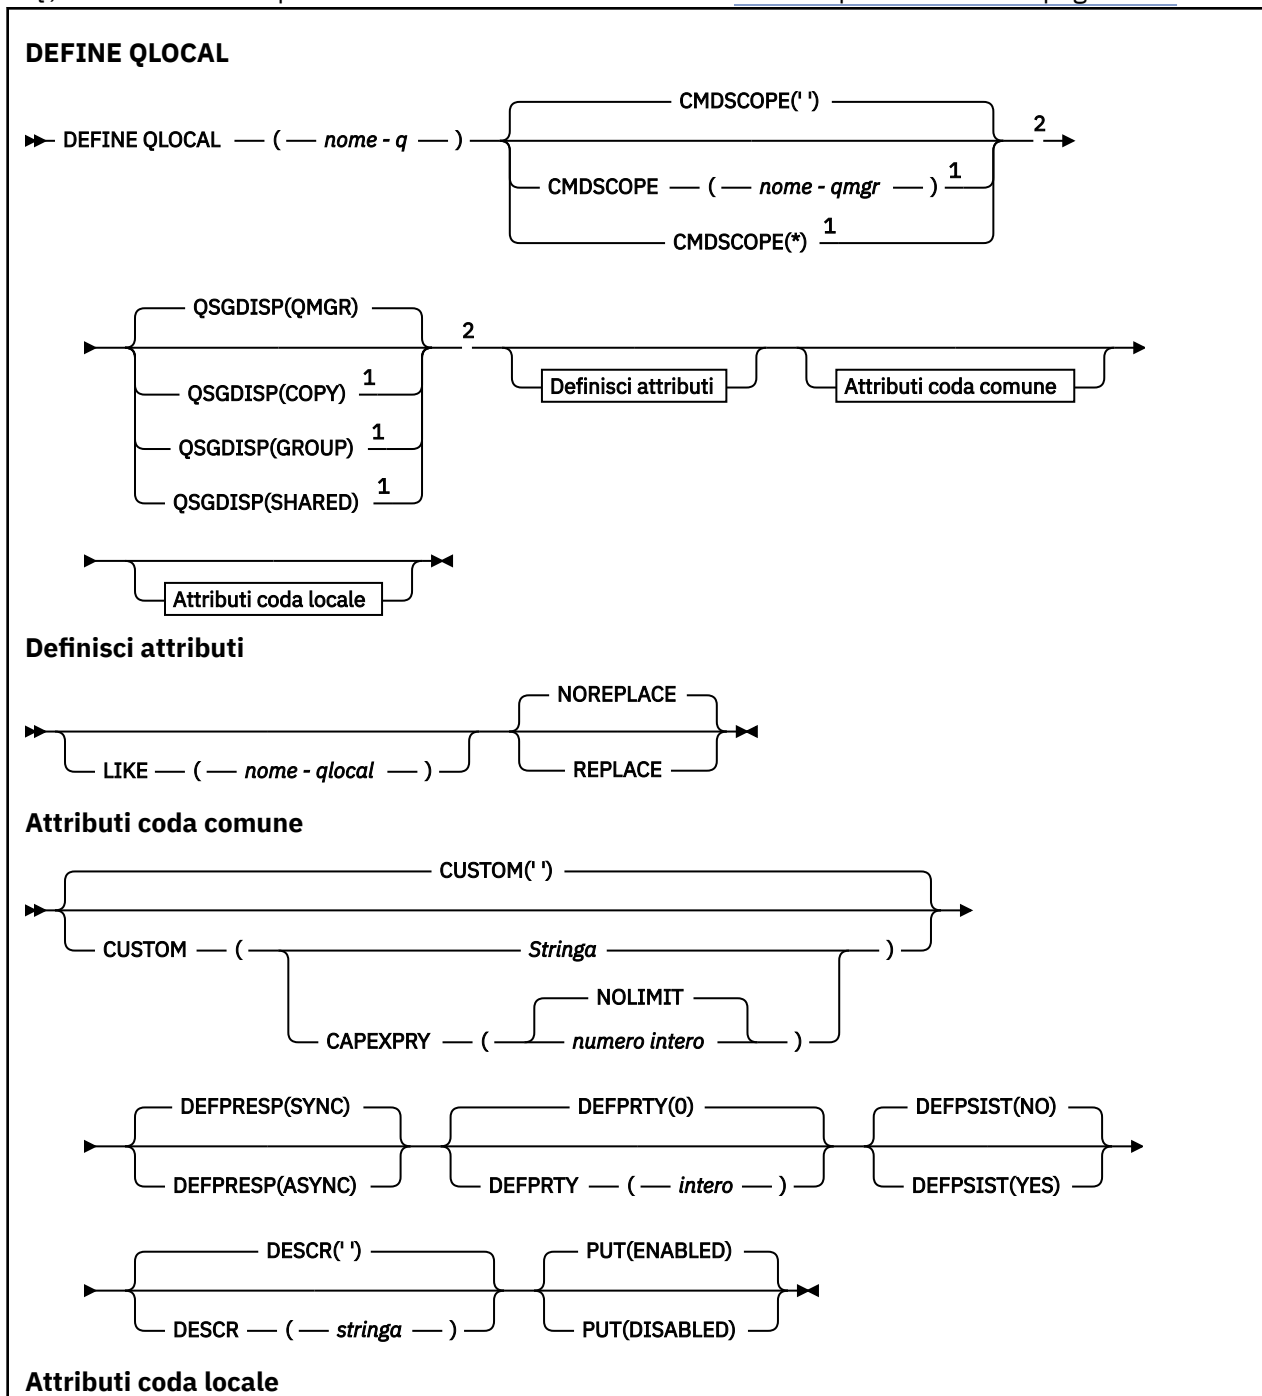 DEFINE QLOCAL
CMDSCOPE(' ')
DEFINE QLOCAL ( nome - q ) 2
CMDSCOPE ( nome - qmgr ) 1
CMDSCOPE(*) 1
QSGDISP(QMGR)
2
QSGDISP(COPY) 1 Definisci attributi Attributi coda comune
QSGDISP(GROUP) 1
QSGDISP(SHARED) 1
Attributi coda locale
Definisci attributi
NOREPLACE
LIKE ( nome - qlocal ) REPLACE
Attributi coda comune
CUSTOM(' ')
CUSTOM ( Stringa )
NOLIMIT
CAPEXPRY ( numero intero )
DEFPRESP(SYNC) DEFPRTY(0) DEFPSIST(NO)
DEFPRESP(ASYNC) DEFPRTY ( intero ) DEFPSIST(YES)
DESCR(' ') PUT(ENABLED)
DESCR ( stringa ) PUT(DISABLED)
Attributi coda locale